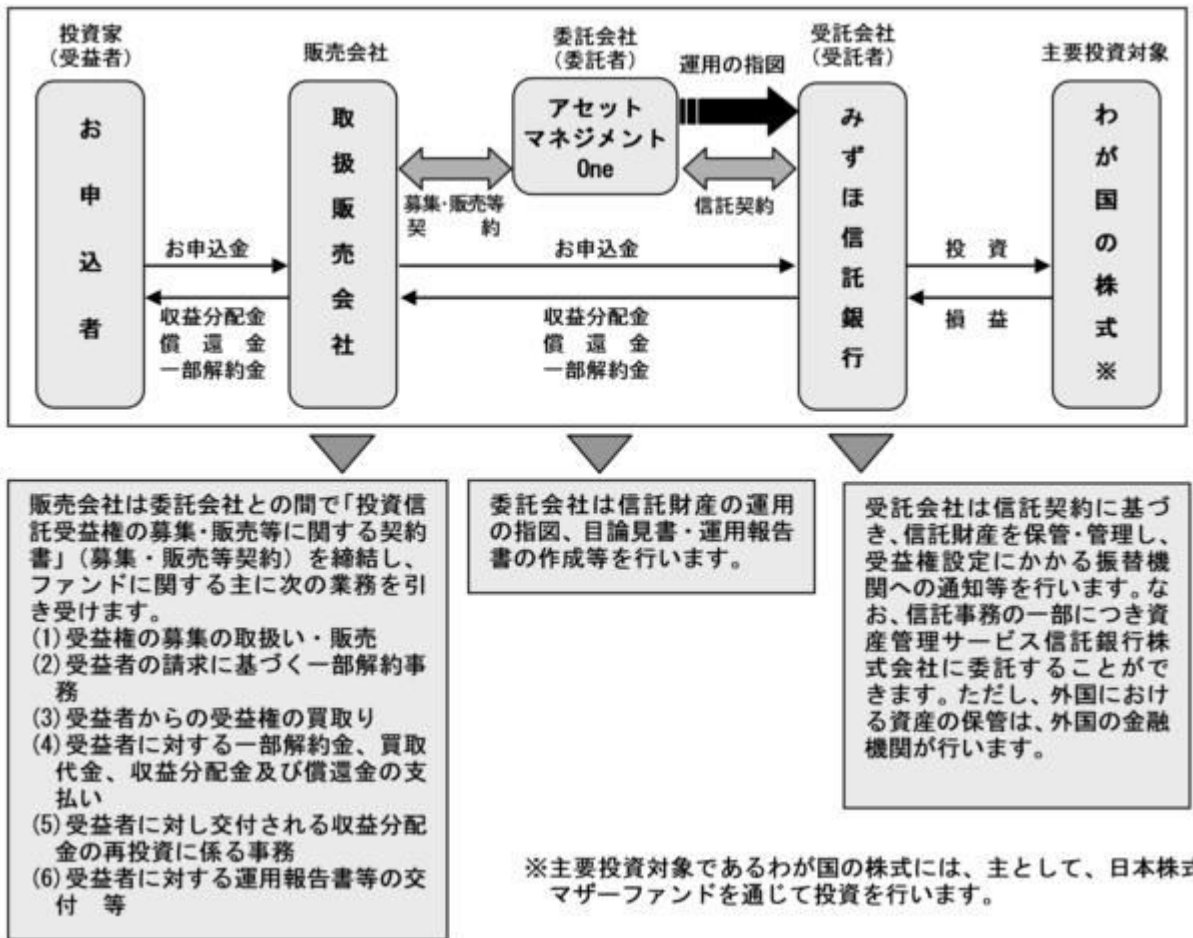 投資家
（受益者）
販売会社
委託会社
（委託者）
運用の指図
受託会社
（受託者）
主要投資対象
お申込者
取扱販売会社
アセット
マネジメント
One
みずほ信託銀行
わが国の株式※
募集・販売等
契　　約
信託契約
お申込金
お申込金
投　資
収益分配金
償　還　金
一部解約金
収益分配金
償　還　金
一部解約金
損　益
販売会社は委託会社との間で「投資信
託受益権の募集・販売等に関する契約
書」（募集・販売等契約）を締結し、
ファンドに関する主に次の業務を引
き受けます。
(1)受益権の募集の取扱い・販売
(2)受益者の請求に基づく一部解約事
務
(3)受益者からの受益権の買取り
(4)受益者に対する一部解約金、買取
代金、収益分配金及び償還金の支
払い
(5)受益者に対し交付される収益分配
金の再投資に係る事務
(6)受益者に対する運用報告書等の交
付　等
委託会社は信託財産の運用
の指図、目論見書・運用報告
書の作成等を行います。
受託会社は信託契約に基づ
き、信託財産を保管・管理し、
受益権設定にかかる振替機
関への通知等を行います。な
お、信託事務の一部につき資
産管理サービス信託銀行株
式会社に委託することがで
きます。ただし、外国におけ
る資産の保管は、外国の金融
機関が行います。
※主要投資対象であるわが国の株式には、主として、日本株式
マザーファンドを通じて投資を行います。